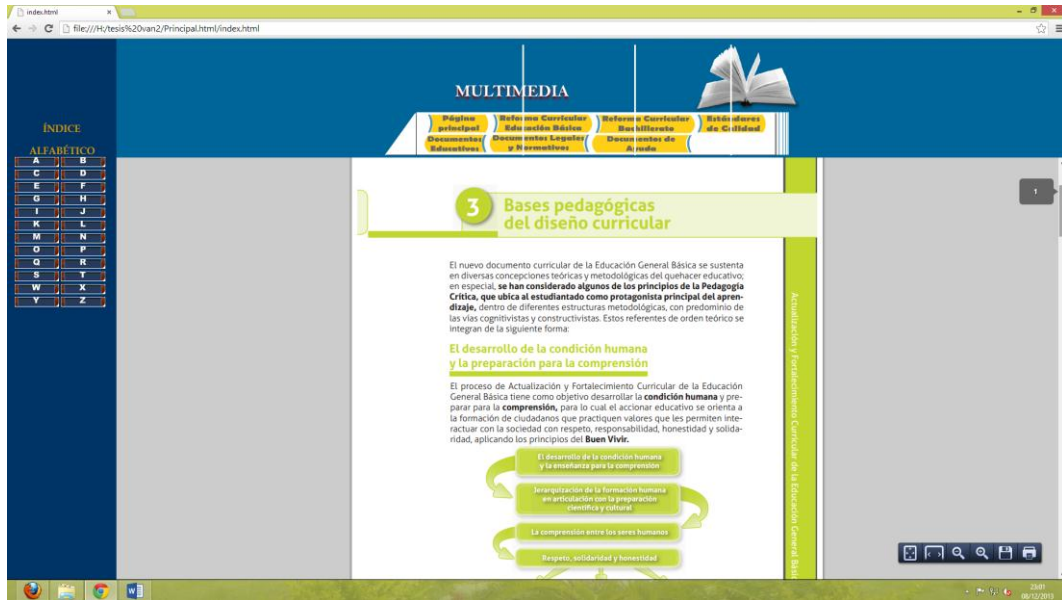 index.html
file:///H:/tesis%20van2/Principal.html/index.html
MULTIMEDIA
Página principal
Reforma Curricular Educación Básica
Reforma Curricular Bachillerato
Estándares de Calidad
Documentos Educativos
Documentos Legales y Normativos
Documentos de Ayuda
ÍNDICE
ALFABÉTICO
A B
C D
E F
G H
I J
K L
M N
O P
Q R
S T
W X
Y Z
1
3
Bases pedagógicas
del diseño curricular
El nuevo documento curricular de la Educación General Básica se sustenta
en diversas concepciones teóricas y metodológicas del quehacer educativo;
en especial, se han considerado algunos de los principios de la Pedagogía
Crítica, que ubica al estudiantado como protagonista principal del apren-
dizaje, dentro de diferentes estructuras metodológicas, con predominio de
las vías cognitivistas y constructivistas. Estos referentes de orden teórico se
integran de la siguiente forma:
El desarrollo de la condición humana
y la preparación para la comprensión
El proceso de Actualización y Fortalecimiento Curricular de la Educación
General Básica tiene como objetivo desarrollar la condición humana y pre-
parar para la comprensión, para lo cual el accionar educativo se orienta a
la formación de ciudadanos que practiquen valores que les permiten inte-
ractuar con la sociedad con respeto, responsabilidad, honestidad y solida-
ridad, aplicando los principios del Buen Vivir.
El desarrollo de la condición humana
y la enseñanza para la comprensión
Jerarquización de la formación humana
en articulación con la preparación
científica y cultural
La comprensión entre los seres humanos
Respeto, solidaridad y honestidad
Actualización y Fortalecimiento Curricular de la Educación General Básic
23:01
08/12/2013